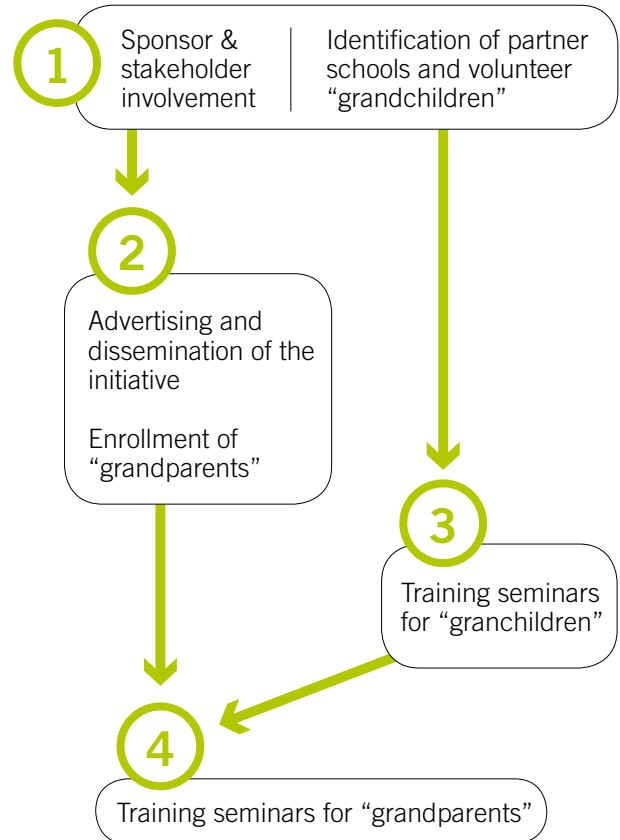 1
Sponsor &
stakeholder
involvement
Identification of partner
schools and volunteer
“grandchildren”
2
Advertising and
dissemination of the
initiative
Enrollment of
“grandparents”
3
Training seminars
for “granchildren”
4
Training seminars for “grandparents”